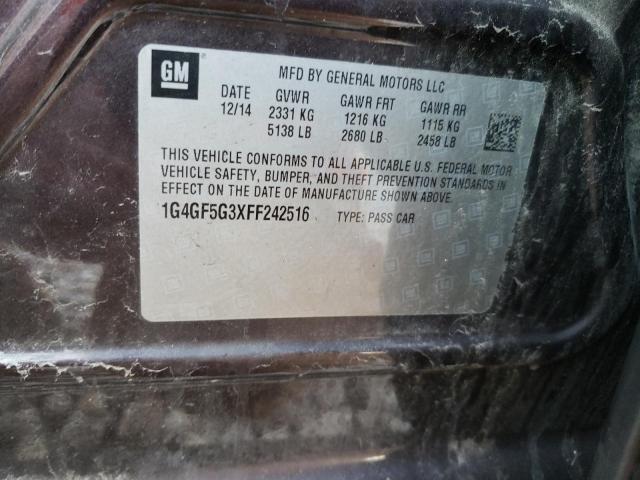 GM
MFD BY GENERAL MOTORS LLC
DATE GVWR GAWR FRT GAWR RR
12/14 2331 KG 1216 KG 1115 KG
5138 LB 2680 LB 2458 LB
THIS VEHICLE CONFORMS TO ALL APPLICABLE U.S. FEDERAL MOTOR
VEHICLE SAFETY, BUMPER, AND THEFT PREVENTION STANDARDS IN
EFFECT ON THE DATE OF MANUFACTURE SHOWN ABOVE.
1G4GF5G3XFF242516 TYPE: PASS CAR